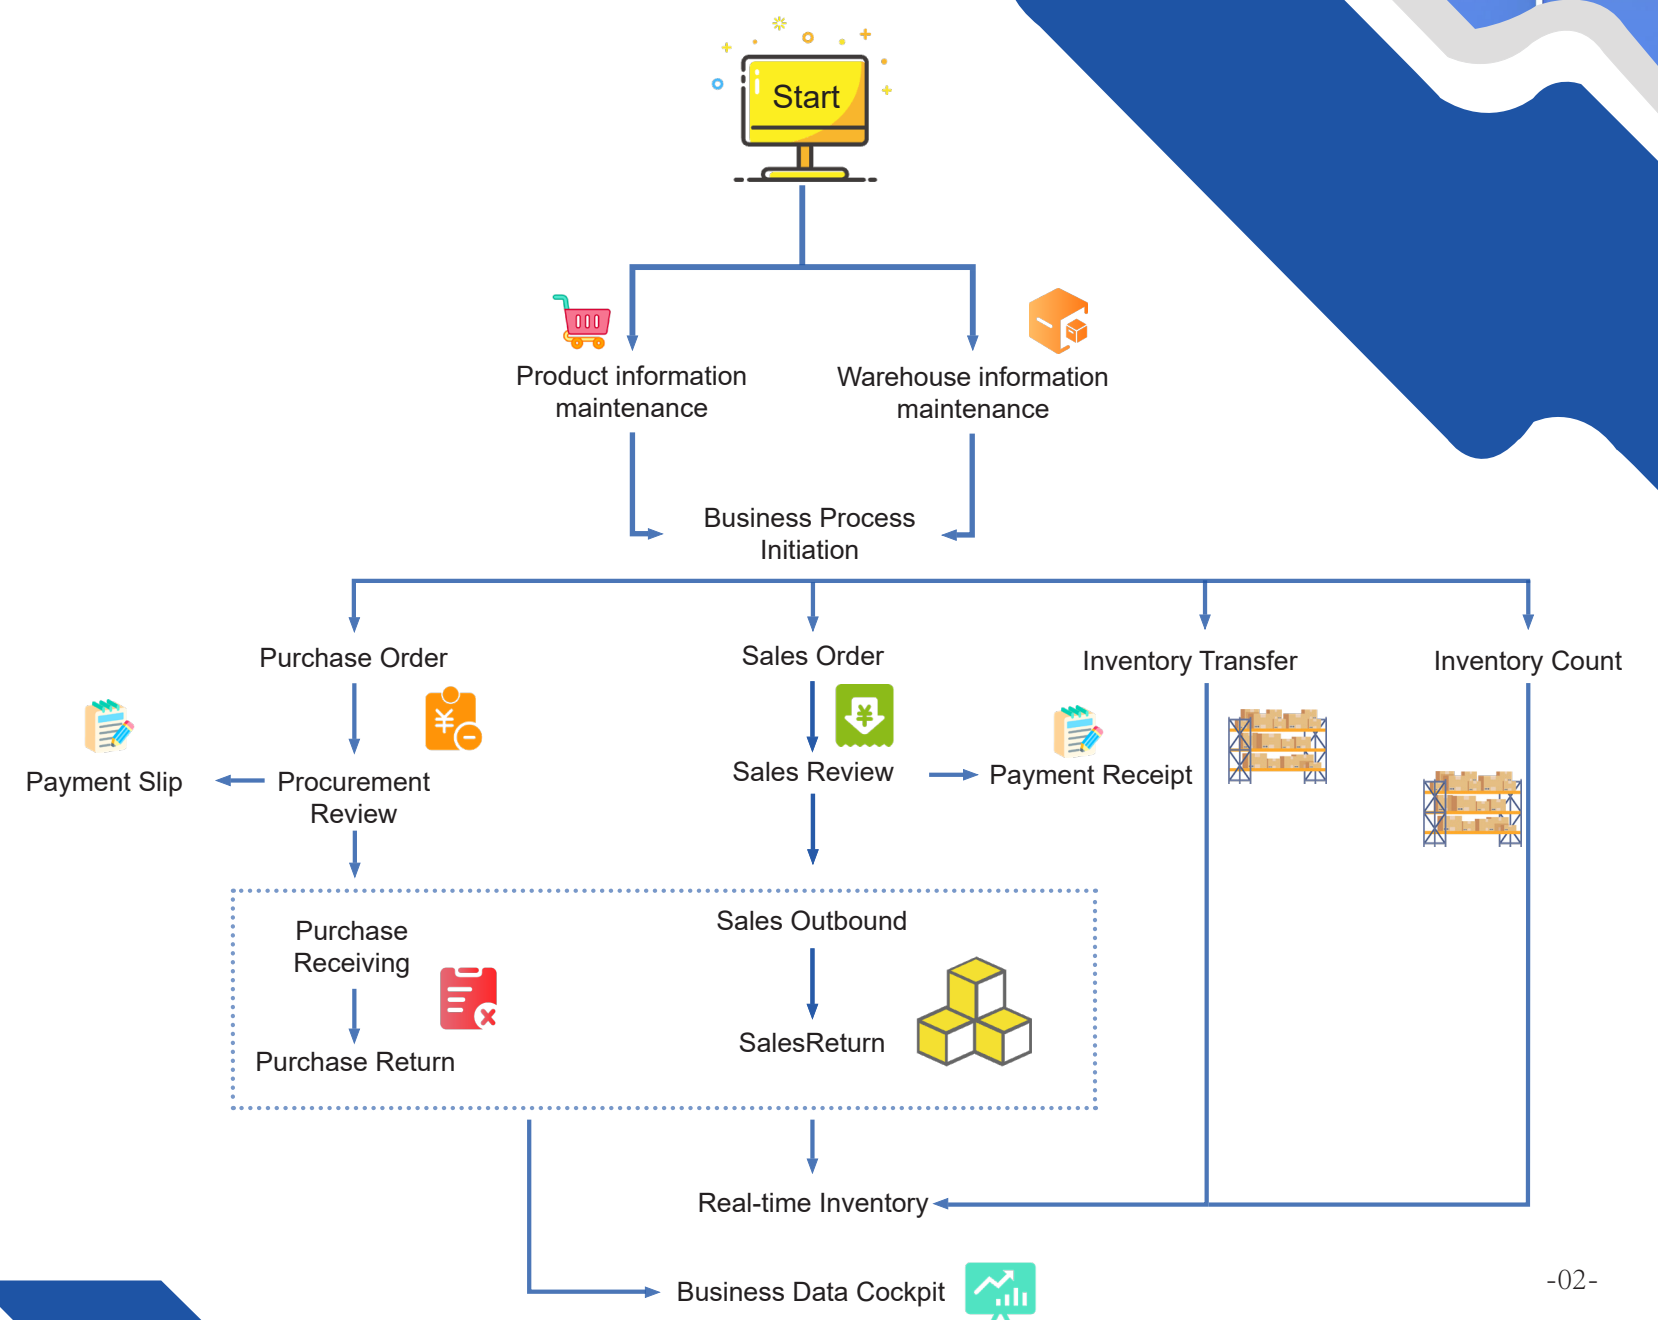 Start
Product information
maintenance
Warehouse information
maintenance
Business Process
Initiation
Purchase Order
Sales Order
Inventory Transfer
Inventory Count
¥
¥
Payment Slip
Procurement
Review
Sales Review
Payment Receipt
Purchase
Receiving
Sales Outbound
Purchase Return
SalesReturn
Real-time Inventory
Business Data Cockpit
-02-